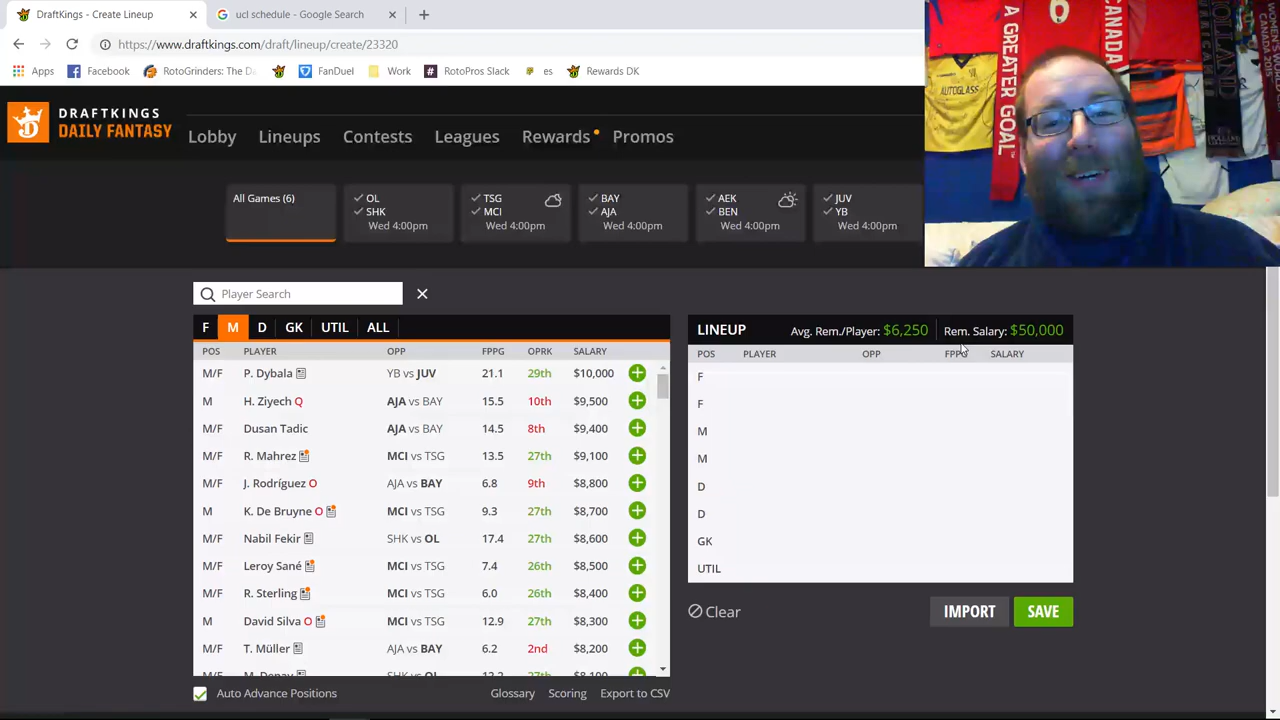 DraftKings - Create Lineup
ucl schedule - Google Search
https://www.draftkings.com/draft/lineup/create/23320
Apps Facebook RotoGrinders: The Da FanDuel Work RotoPros Slack es Rewards DK
DRAFTKINGS
DAILY FANTASY
Lobby Lineups Contests Leagues Rewards Promos
All Games (6)
OL
SHK
Wed 4:00pm
TSG
MCI
Wed 4:00pm
BAY
AJA
Wed 4:00pm
AEK
BEN
Wed 4:00pm
JUV
YB
Wed 4:00pm
A GREATER GOAL
6
CANADA
HOLLAND
AUTOGLASS
WOMEN'S WORLD
CANADA 2015
Player Search
F M D GK UTIL ALL
POS PLAYER OPP FPPG OPRK SALARY
M/F P. Dybala YB vs JUV 21.1 29th $10,000
M H. Ziyech Q AJA vs BAY 15.5 10th $9,500
M/F Dusan Tadic AJA vs BAY 14.5 8th $9,400
M/F R. Mahrez MCI vs TSG 13.5 27th $9,100
M/F J. Rodríguez O AJA vs BAY 6.8 9th $8,800
M K. De Bruyne O MCI vs TSG 9.3 27th $8,700
M/F Nabil Fekir SHK vs OL 17.4 27th $8,600
M/F Leroy Sané MCI vs TSG 7.4 26th $8,500
M/F R. Sterling MCI vs TSG 6.0 26th $8,400
M David Silva O MCI vs TSG 12.9 27th $8,300
M/F T. Müller AJA vs BAY 6.2 2nd $8,200
Auto Advance Positions
Glossary Scoring Export to CSV
LINEUP Avg. Rem./Player: $6,250 Rem. Salary: $50,000
POS PLAYER OPP FPPG SALARY
F
F
M
M
D
D
GK
UTIL
Clear IMPORT SAVE